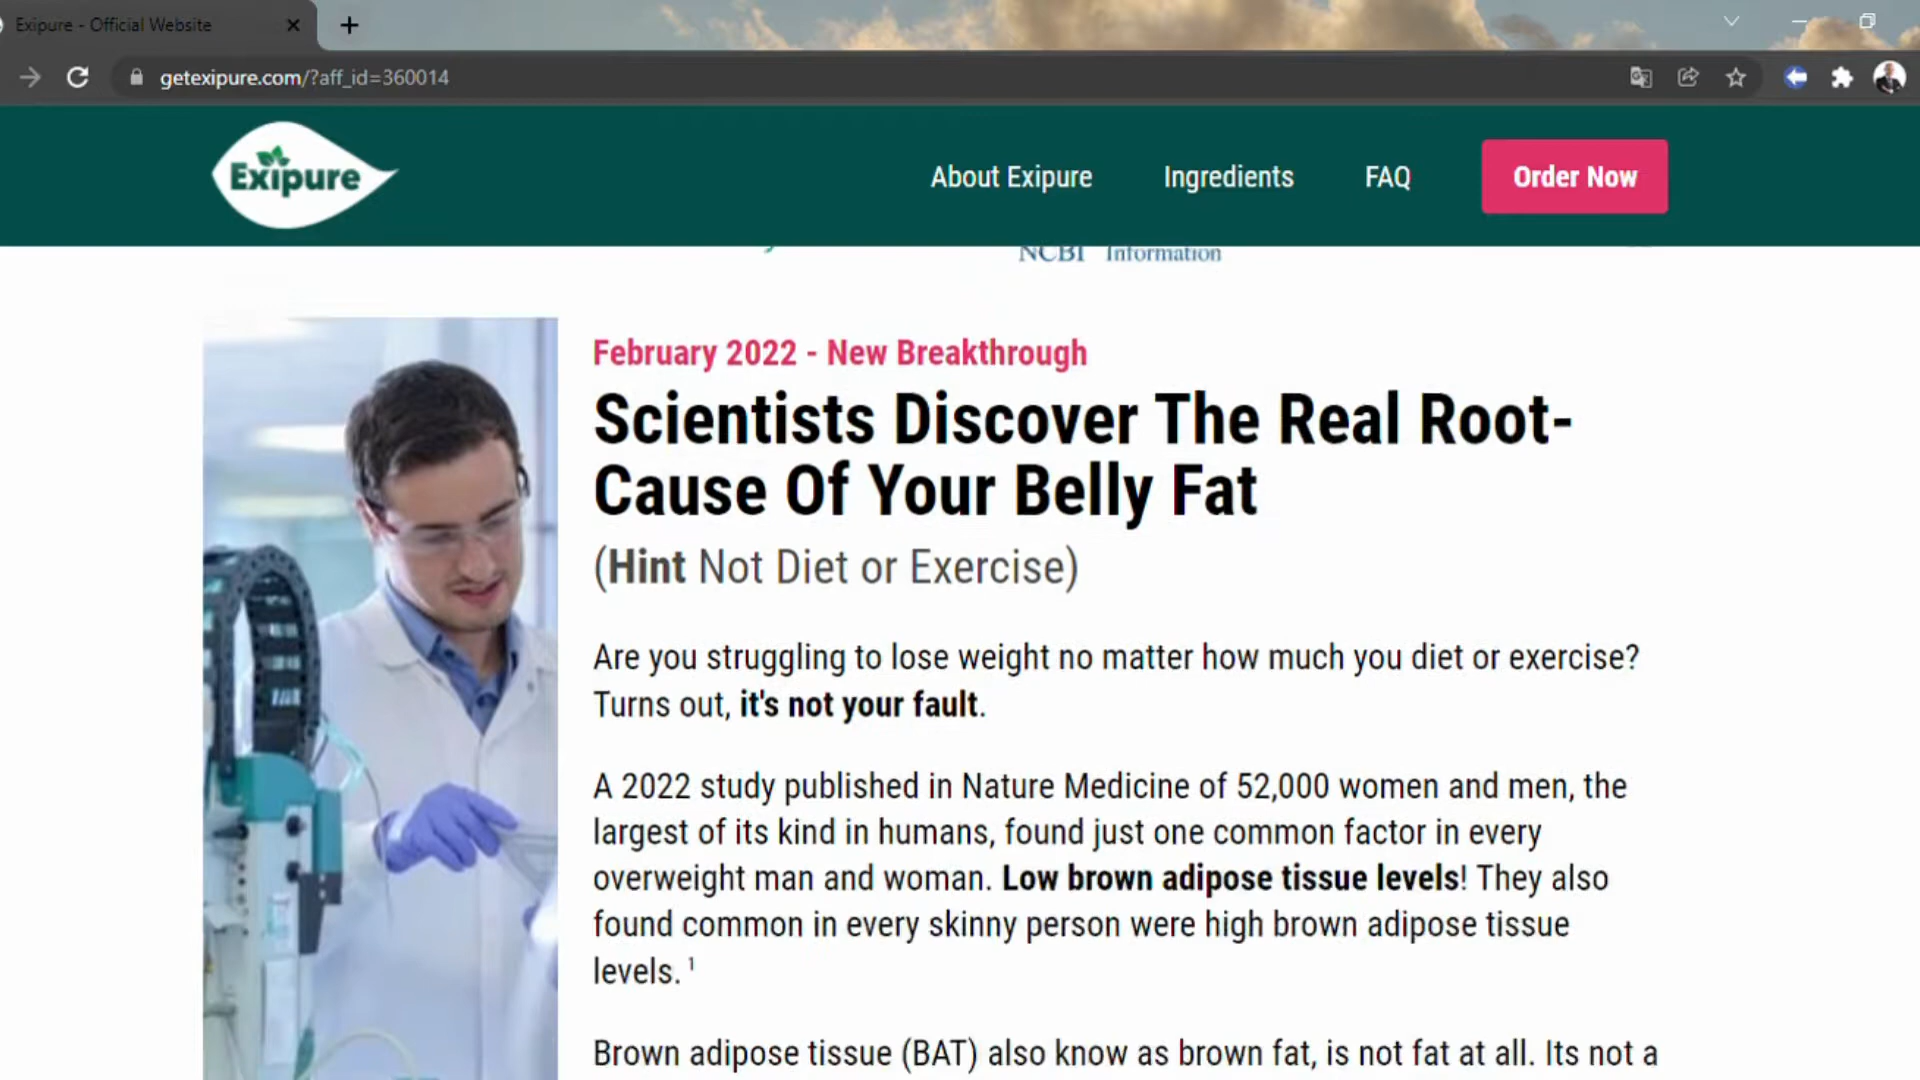 Exipure - Official Website
getexipure.com/?aff_id=360014
Exipure
About Exipure
Ingredients
FAQ
Order Now
NCBI Information
February 2022 - New Breakthrough
Scientists Discover The Real Root-
Cause Of Your Belly Fat
(Hint Not Diet or Exercise)
Are you struggling to lose weight no matter how much you diet or exercise?
Turns out, it's not your fault.
A 2022 study published in Nature Medicine of 52,000 women and men, the
largest of its kind in humans, found just one common factor in every
overweight man and woman. Low brown adipose tissue levels! They also
found common in every skinny person were high brown adipose tissue
levels. 1
Brown adipose tissue (BAT) also know as brown fat, is not fat at all. Its not a